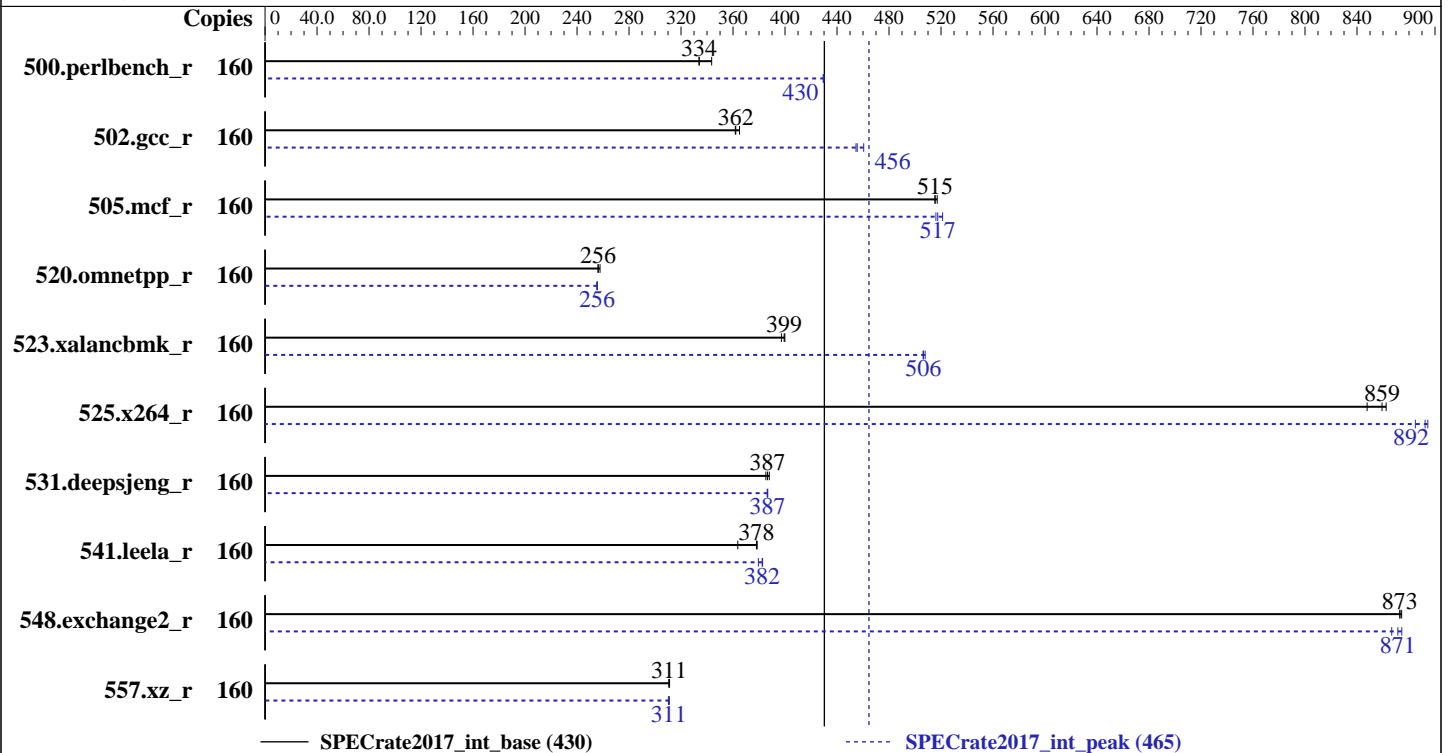 Copies 0 40.0 80.0 120 160 200 240 280 320 360 400 440 480 520 560 600 640 680 720 760 800 840 900
334
500.perlbench_r 160
430
362
502.gcc_r 160
456
515
505.mcf_r 160
517
256
520.omnetpp_r 160
256
399
523.xalancbmk_r 160
506
859
525.x264_r 160
892
387
531.deepsjeng_r 160
387
378
541.leela_r 160
382
873
548.exchange2_r 160
871
311
557.xz_r 160
311
SPECrate2017_int_base (430) SPECrate2017_int_peak (465)